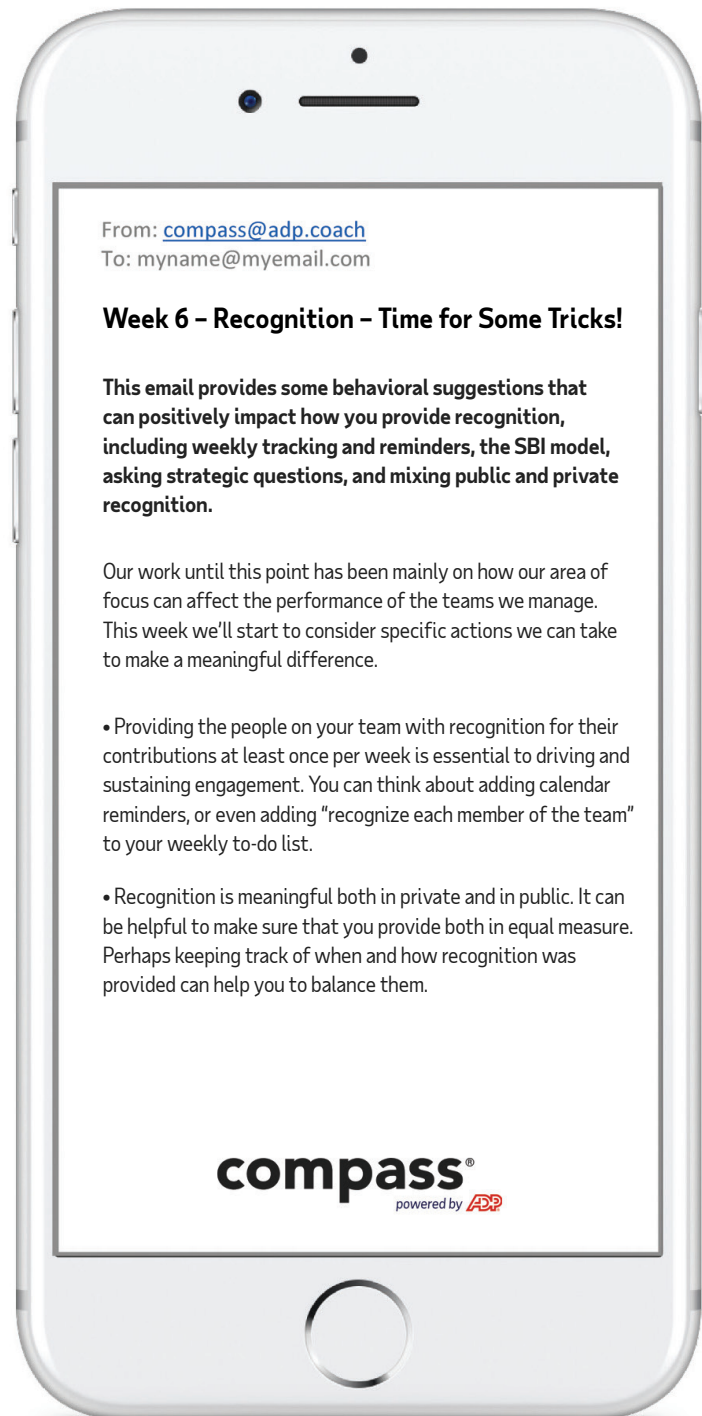 From: compass@adp.coach
To: myname@myemail.com
Week 6 – Recognition – Time for Some Tricks!
This email provides some behavioral suggestions that
can positively impact how you provide recognition,
including weekly tracking and reminders, the SBI model,
asking strategic questions, and mixing public and private
recognition.
Our work until this point has been mainly on how our area of
focus can affect the performance of the teams we manage.
This week we’ll start to consider specific actions we can take
to make a meaningful difference.
• Providing the people on your team with recognition for their
contributions at least once per week is essential to driving and
sustaining engagement. You can think about adding calendar
reminders, or even adding “recognize each member of the team”
to your weekly to-do list.
• Recognition is meaningful both in private and in public. It can
be helpful to make sure that you provide both in equal measure.
Perhaps keeping track of when and how recognition was
provided can help you to balance them.
compass®
powered by ADP